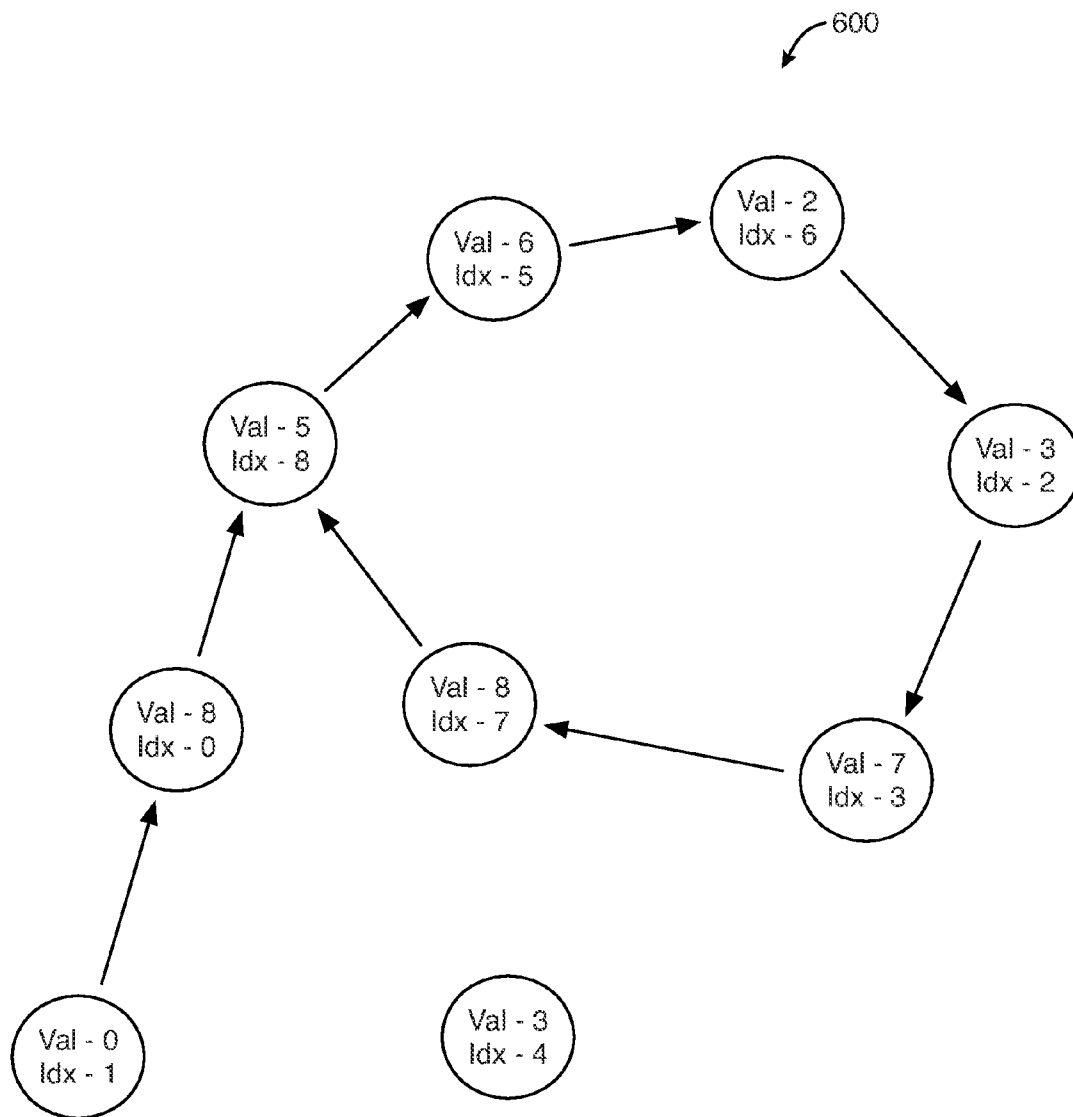 600
Val - 2
Idx - 6
Val - 6
Idx - 5
Val - 5
Idx - 8
Val - 3
Idx - 2
Val - 8
Idx - 7
Val - 8
Idx - 0
Val - 7
Idx - 3
Val - 3
Idx - 4
Val - 0
Idx - 1